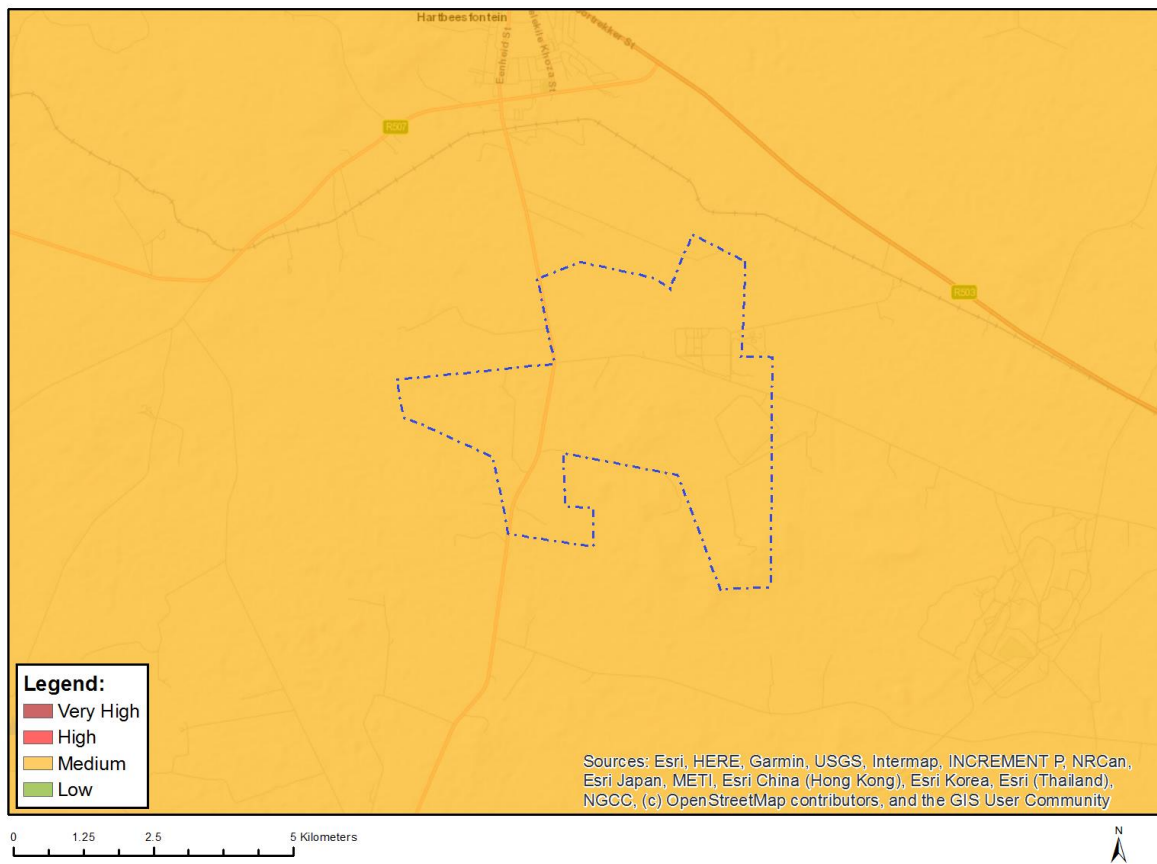 Hartbeesfontein
Eenheid St
Khoza St
R507
R503
Legend:
Very High
High
Medium
Low
Sources: Esri, HERE, Garmin, USGS, Intermap, INCREMENT P, NRCan,
Esri Japan, METI, Esri China (Hong Kong), Esri Korea, Esri (Thailand),
NGCC, (c) OpenStreetMap contributors, and the GIS User Community
0 1.25 2.5 5 Kilometers
N